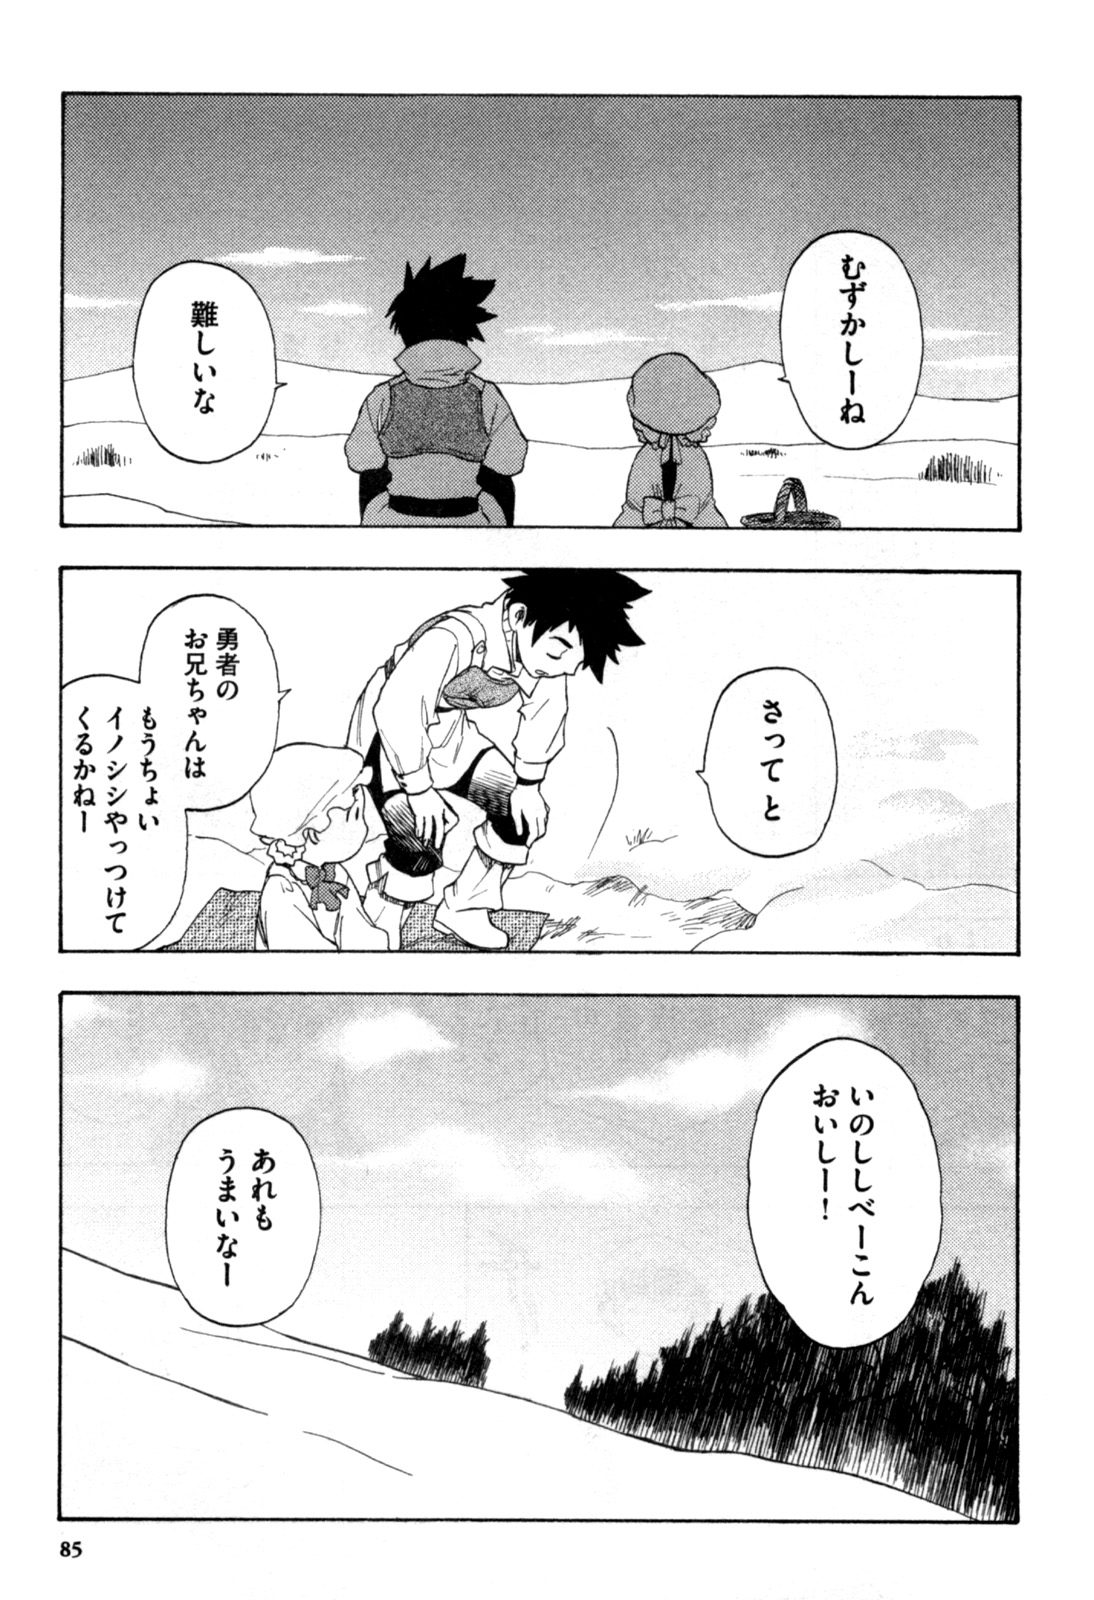 むずかしーね
難しいな
さってと
勇者の
お兄ちゃんは
もうちょい
イノシシやっつけて
くるかねー
いのししべーこん
おいしー！
あれも
うまいなー
85